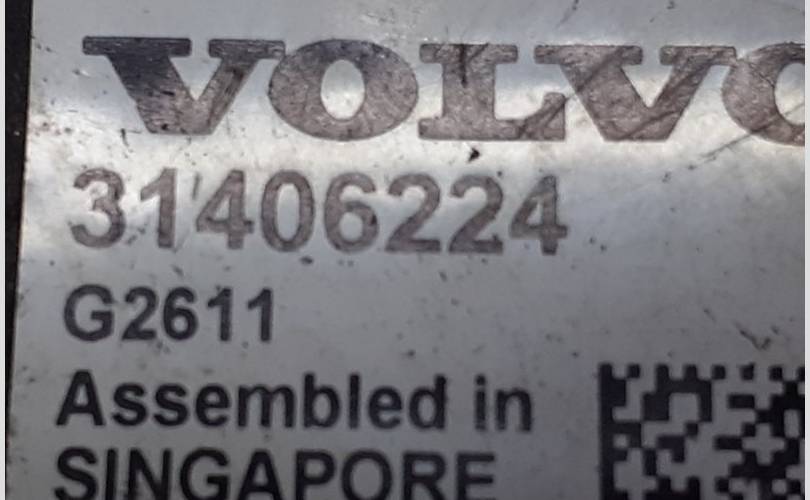 VOLVO
31406224
G2611
Assembled in
SINGAPORE